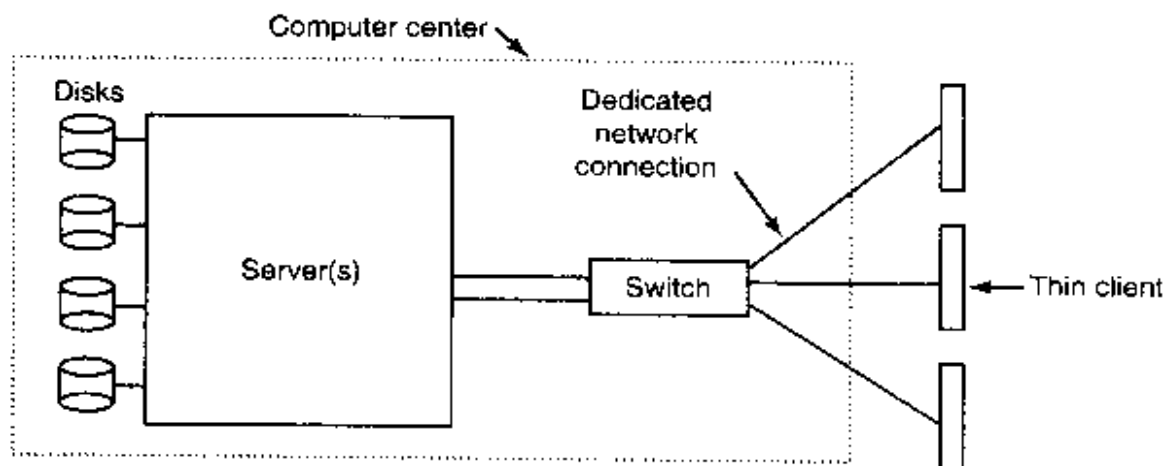 Computer center
Disks
Dedicated
network
connection
Server(s)
Switch
Thin client